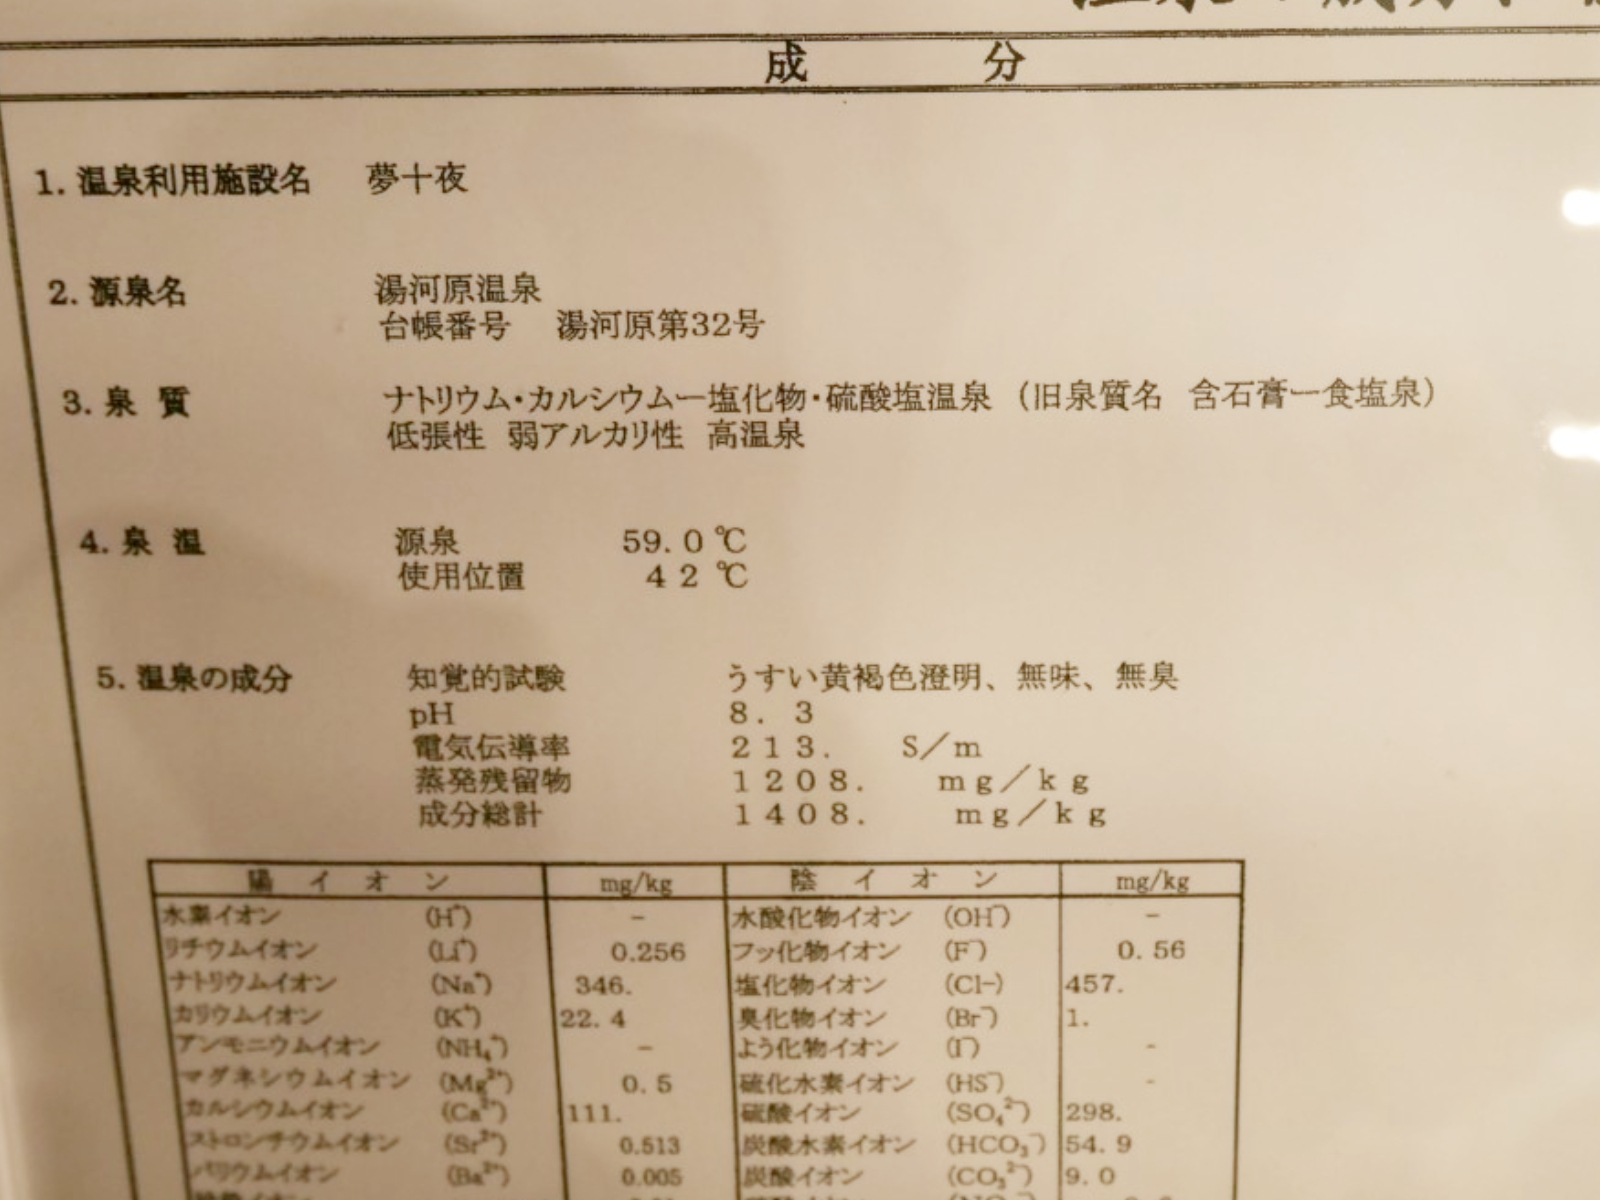 成分
1. 温泉利用施設名 夢十夜
2. 源泉名 湯河原温泉
台帳番号 湯河原第32号
3. 泉質 ナトリウム・カルシウムー塩化物・硫酸塩温泉 (旧泉質名 含石膏ー食塩泉)
低張性 弱アルカリ性 高温泉
4. 泉温 源泉 59.0℃
使用位置 42℃
5. 温泉の成分 知覚的試験 うすい黄褐色澄明、無味、無臭
pH 8.3
電気伝導率 213. S/m
蒸発残留物 1208. mg/kg
成分総計 1408. mg/kg
陽イオン mg/kg 陰イオン mg/kg
水素イオン (H⁺) - 水酸化物イオン (OH⁻) -
リチウムイオン (Li⁺) 0.256 フッ化物イオン (F⁻) 0.56
ナトリウムイオン (Na⁺) 346. 塩化物イオン (Cl-) 457.
カリウムイオン (K⁺) 22.4 臭化物イオン (Br⁻) 1.
アンモニウムイオン (NH₄⁺) - よう化物イオン (I⁻) -
マグネシウムイオン (Mg²⁺) 0.5 硫化水素イオン (HS⁻) -
カルシウムイオン (Ca²⁺) 111. 硫酸イオン (SO₄²⁻) 298.
ストロンチウムイオン (Sr²⁺) 0.513 炭酸水素イオン (HCO₃⁻) 54.9
バリウムイオン (Ba²⁺) 0.005 炭酸イオン (CO₃²⁻) 9.0